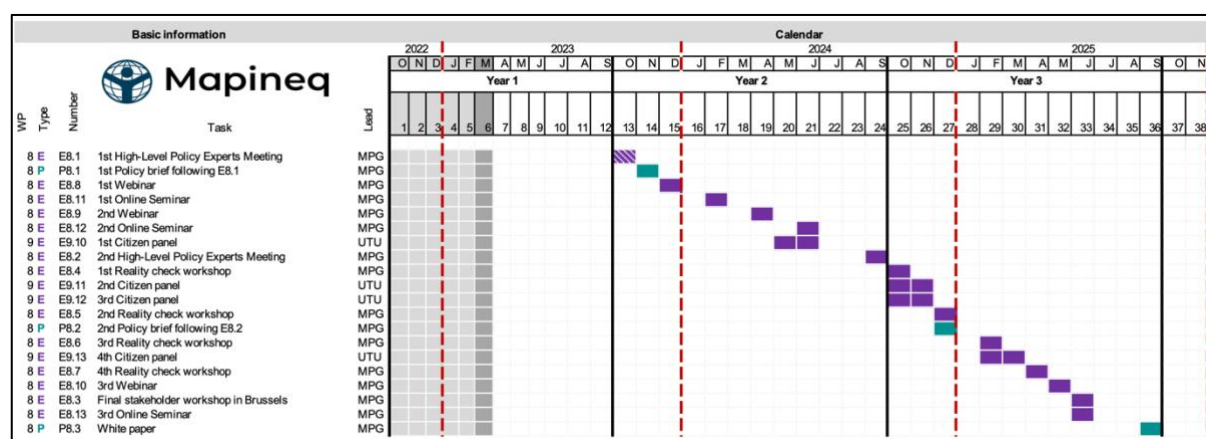 Basic information Calendar
2022 2023 2024 2025
O N D J F M A M J J A S O N D J F M A M J J A S O N D J F M A M J J A S O N
Mapineq
Year 1 Year 2 Year 3
WP Type Number Task Lead
1 2 3 4 5 6 7 8 9 10 11 12 13 14 15 16 17 18 19 20 21 22 23 24 25 26 27 28 29 30 31 32 33 34 35 36 37 38
8 E E8.1 1st High-Level Policy Experts Meeting MPG
8 P P8.1 1st Policy brief following E8.1 MPG
8 E E8.8 1st Webinar MPG
8 E E8.11 1st Online Seminar MPG
8 E E8.9 2nd Webinar MPG
8 E E8.12 2nd Online Seminar MPG
9 E E9.10 1st Citizen panel UTU
8 E E8.2 2nd High-Level Policy Experts Meeting MPG
8 E E8.4 1st Reality check workshop MPG
9 E E9.11 2nd Citizen panel UTU
9 E E9.12 3rd Citizen panel UTU
8 E E8.5 2nd Reality check workshop MPG
8 P P8.2 2nd Policy brief following E8.2 MPG
8 E E8.6 3rd Reality check workshop MPG
9 E E9.13 4th Citizen panel UTU
8 E E8.7 4th Reality check workshop MPG
8 E E8.10 3rd Webinar MPG
8 E E8.3 Final stakeholder workshop in Brussels MPG
8 E E8.13 3rd Online Seminar MPG
8 P P8.3 White paper MPG